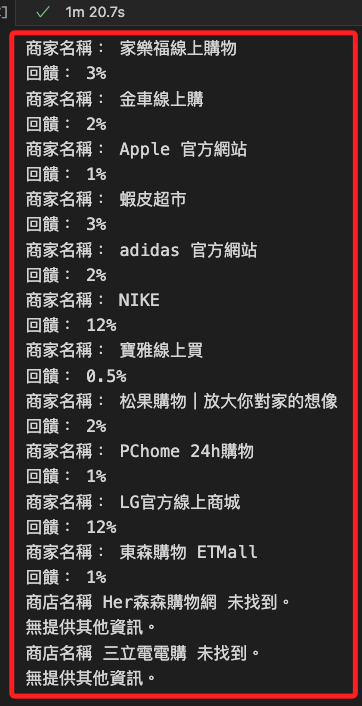 1m 20.7s
商家名稱： 家樂福線上購物
回饋： 3%
商家名稱： 金車線上購
回饋： 2%
商家名稱： Apple 官方網站
回饋： 1%
商家名稱： 蝦皮超市
回饋： 3%
商家名稱： adidas 官方網站
回饋： 2%
商家名稱： NIKE
回饋： 12%
商家名稱： 寶雅線上買
回饋： 0.5%
商家名稱： 松果購物｜放大你對家的想像
回饋： 2%
商家名稱： PChome 24h購物
回饋： 1%
商家名稱： LG官方線上商城
回饋： 12%
商家名稱： 東森購物 ETMall
回饋： 1%
商店名稱 Her森森購物網 未找到。
無提供其他資訊。
商店名稱 三立電電購 未找到。
無提供其他資訊。